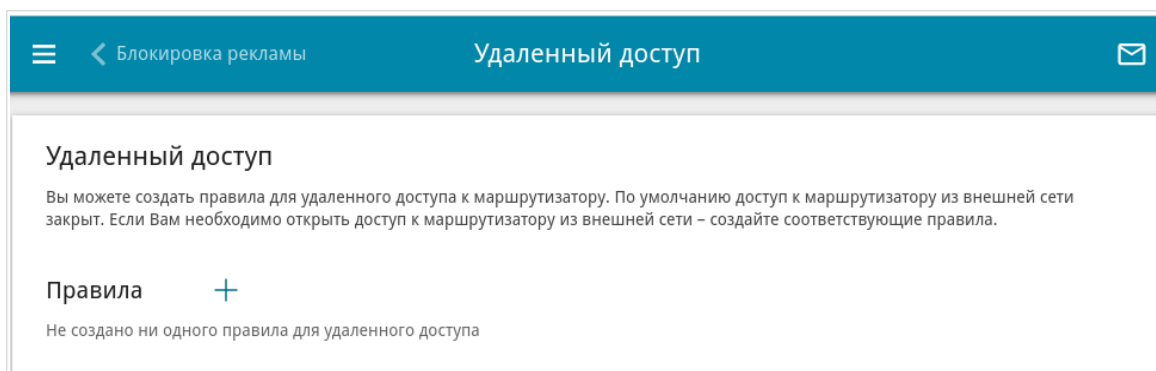 Блокировка рекламы
Удаленный доступ
Удаленный доступ
Вы можете создать правила для удаленного доступа к маршрутизатору. По умолчанию доступ к маршрутизатору из внешней сети
закрыт. Если Вам необходимо открыть доступ к маршрутизатору из внешней сети – создайте соответствующие правила.
Правила
Не создано ни одного правила для удаленного доступа